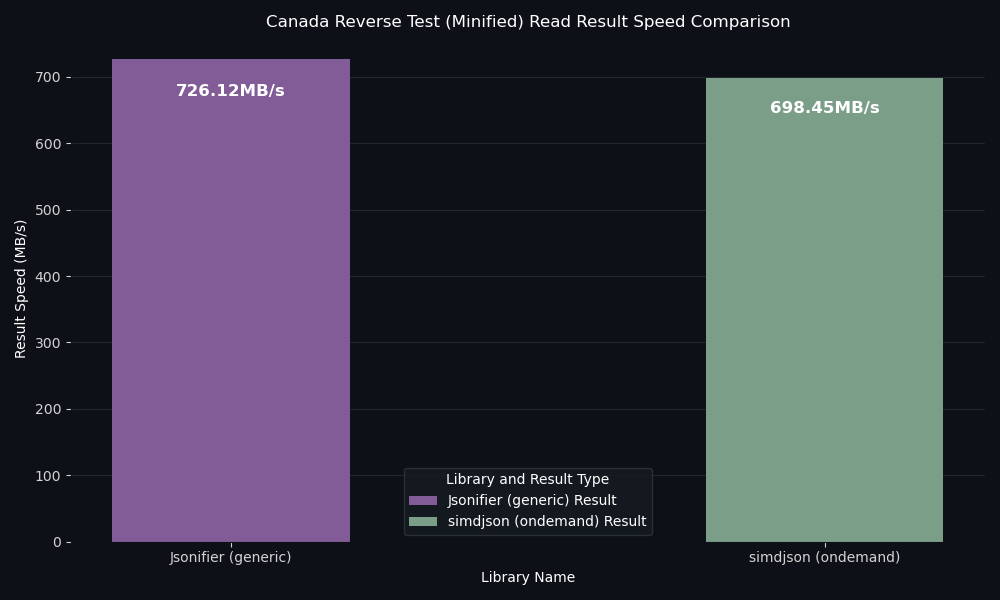 Canada Reverse Test (Minified) Read Result Speed Comparison
Result Speed (MB/s)
700
600
500
400
300
200
100
0
726.12MB/s
698.45MB/s
Library and Result Type
Jsonifier (generic) Result
simdjson (ondemand) Result
Jsonifier (generic)
simdjson (ondemand)
Library Name